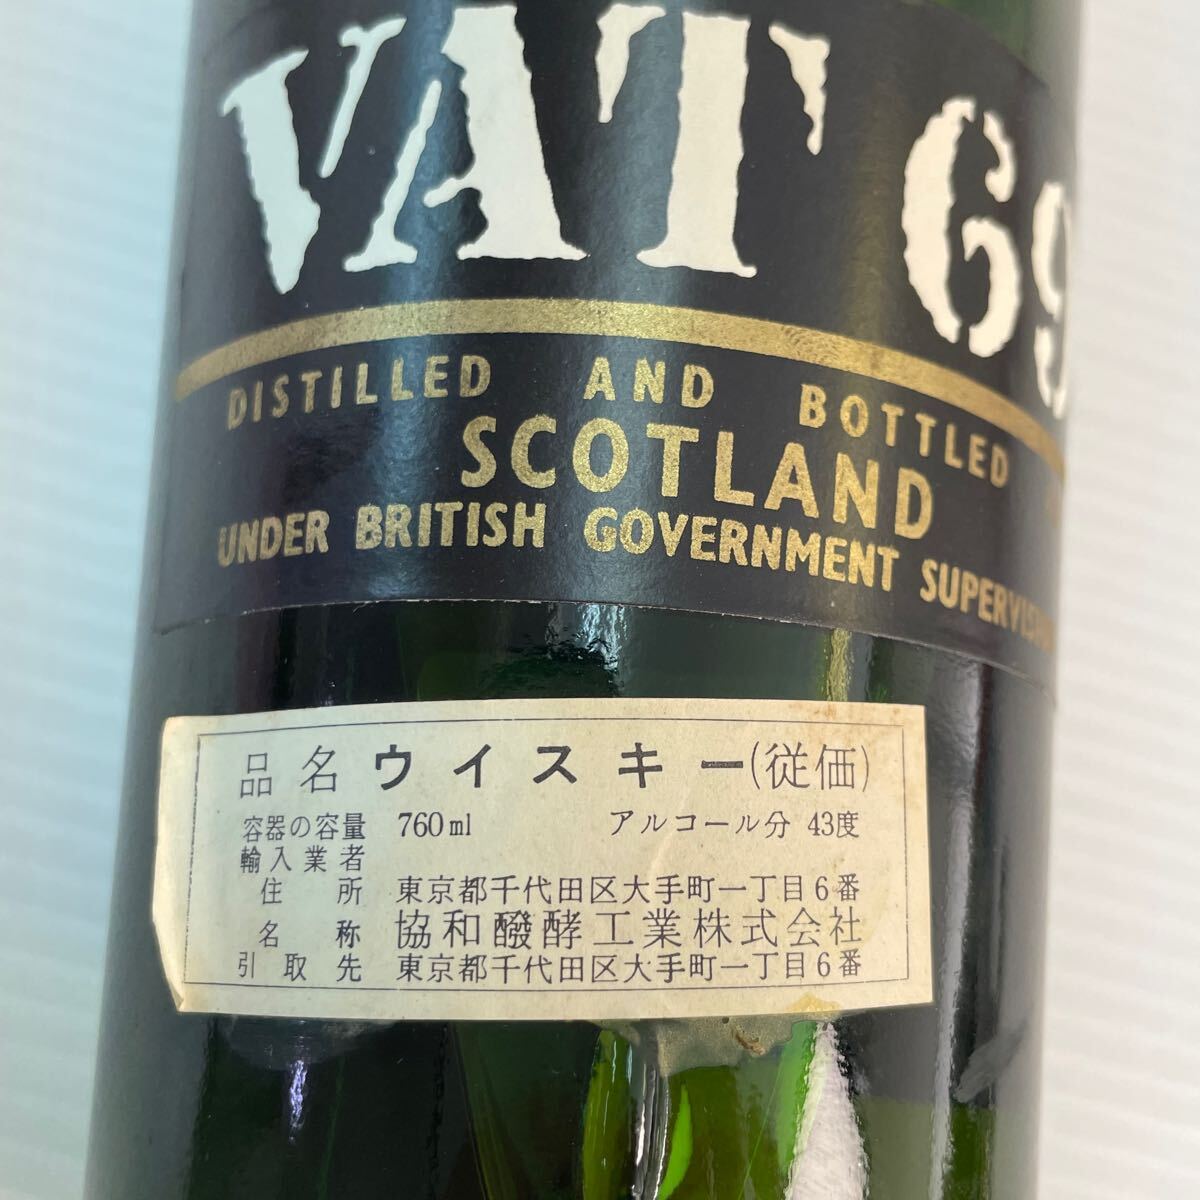 VAT 69
DISTILLED AND BOTTLED
SCOTLAND
UNDER BRITISH GOVERNMENT SUPERVISION
品名 ウイスキー(従価)
容器の容量 760ml アルコール分 43度
輸入業者
住所 東京都千代田区大手町一丁目6番
名称 協和醱酵工業株式会社
引取先 東京都千代田区大手町一丁目6番